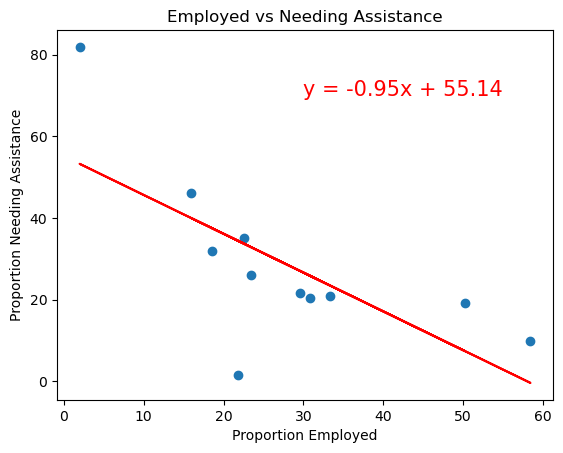 Employed vs Needing Assistance
y = -0.95x + 55.14
Proportion Needing Assistance
80
60
40
20
0
0 10 20 30 40 50 60
Proportion Employed